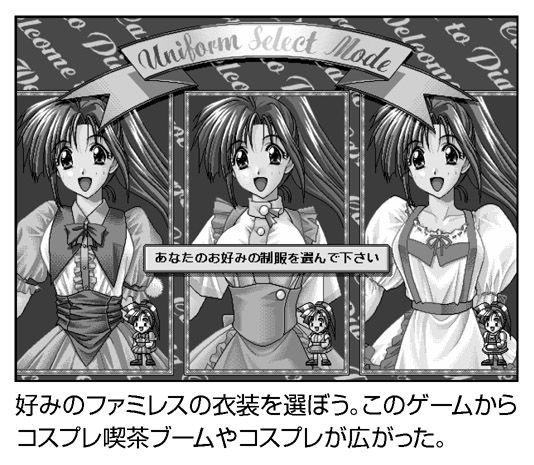 Uniform Select Mode
あなたのお好みの制服を選んで下さい
好みのファミレスの衣装を選ぼう。このゲームから
コスプレ喫茶ブームやコスプレが広がった。